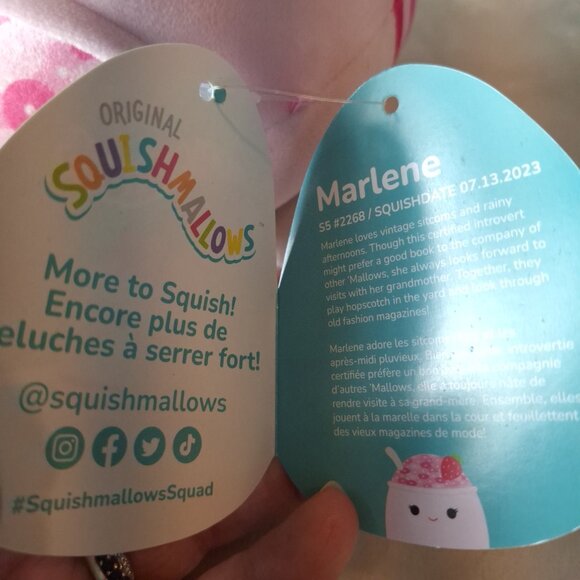 ORIGINAL
SQUISHMALLOWS
More to Squish!
Encore plus de
eluches à serrer fort!
@squishmallows
#SquishmallowsSquad
Marlene
S5 #2268 / SQUISHDATE 07.13.2023
Marlene loves vintage sitcoms and rainy
afternoons. Though this certified introvert
might prefer a good book to the company of
other 'Mallows, she always looks forward to
visits with her grandmother. Together, they
play hopscotch in the yard and look through
old fashion magazines!
Marlene adore les sitcoms
après-midi pluvieux. introvertie
certifiée préfère un bon compagnie
d'autres 'Mallows, elle a toujours hâte de
rendre visite à sa grand-mère. Ensemble, elles
jouent à la marelle dans la cour et feuillettent
des vieux magazines de mode!